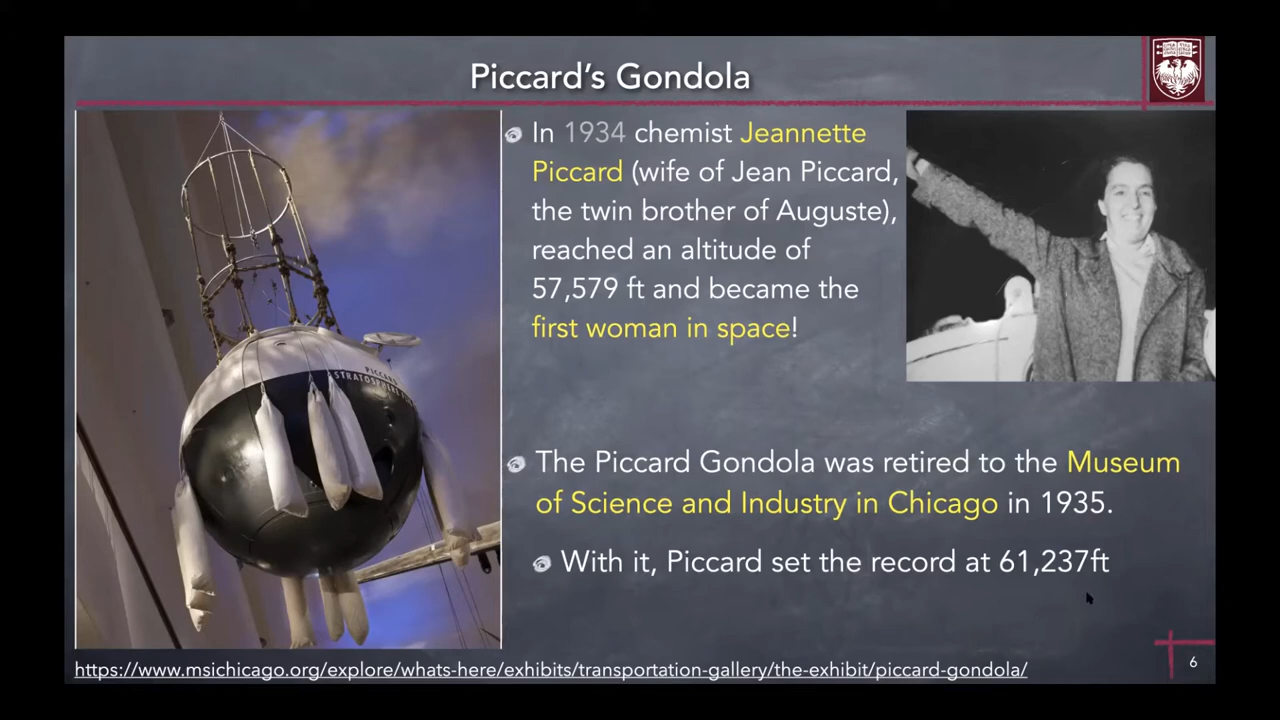 Piccard's Gondola
In 1934 chemist Jeannette
Piccard (wife of Jean Piccard,
the twin brother of Auguste),
reached an altitude of
57,579 ft and became the
first woman in space!
PICCARD
STRATOSPHERE
The Piccard Gondola was retired to the Museum
of Science and Industry in Chicago in 1935.
With it, Piccard set the record at 61,237ft
https://www.msichicago.org/explore/whats-here/exhibits/transportation-gallery/the-exhibit/piccard-gondola/
6